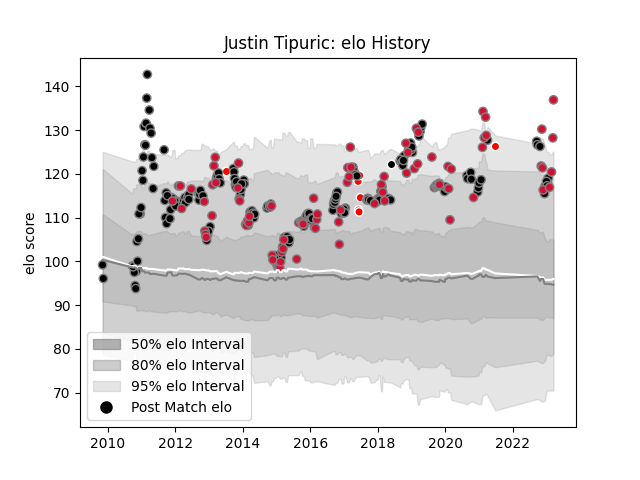 Justin Tipuric: elo History
elo score
140
130
120
110
100
90
80
70
50% elo Interval
80% elo Interval
95% elo Interval
Post Match elo
2010 2012 2014 2016 2018 2020 2022